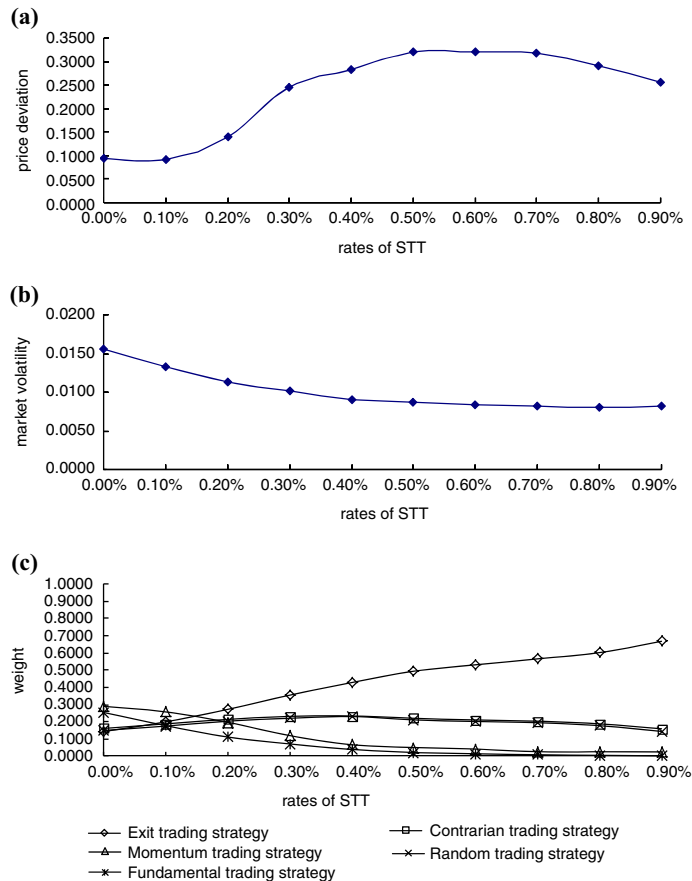 (a)
0.3500
0.3000
0.2500
0.2000
0.1500
0.1000
0.0500
0.0000
price deviation
0.00% 0.10% 0.20% 0.30% 0.40% 0.50% 0.60% 0.70% 0.80% 0.90%
rates of STT
(b)
0.0200
0.0150
0.0100
0.0050
0.0000
market volatility
0.00% 0.10% 0.20% 0.30% 0.40% 0.50% 0.60% 0.70% 0.80% 0.90%
rates of STT
(c)
1.0000
0.9000
0.8000
0.7000
0.6000
0.5000
0.4000
0.3000
0.2000
0.1000
0.0000
weight
0.00% 0.10% 0.20% 0.30% 0.40% 0.50% 0.60% 0.70% 0.80% 0.90%
rates of STT
Exit trading strategy
Momentum trading strategy
Fundamental trading strategy
Contrarian trading strategy
Random trading strategy